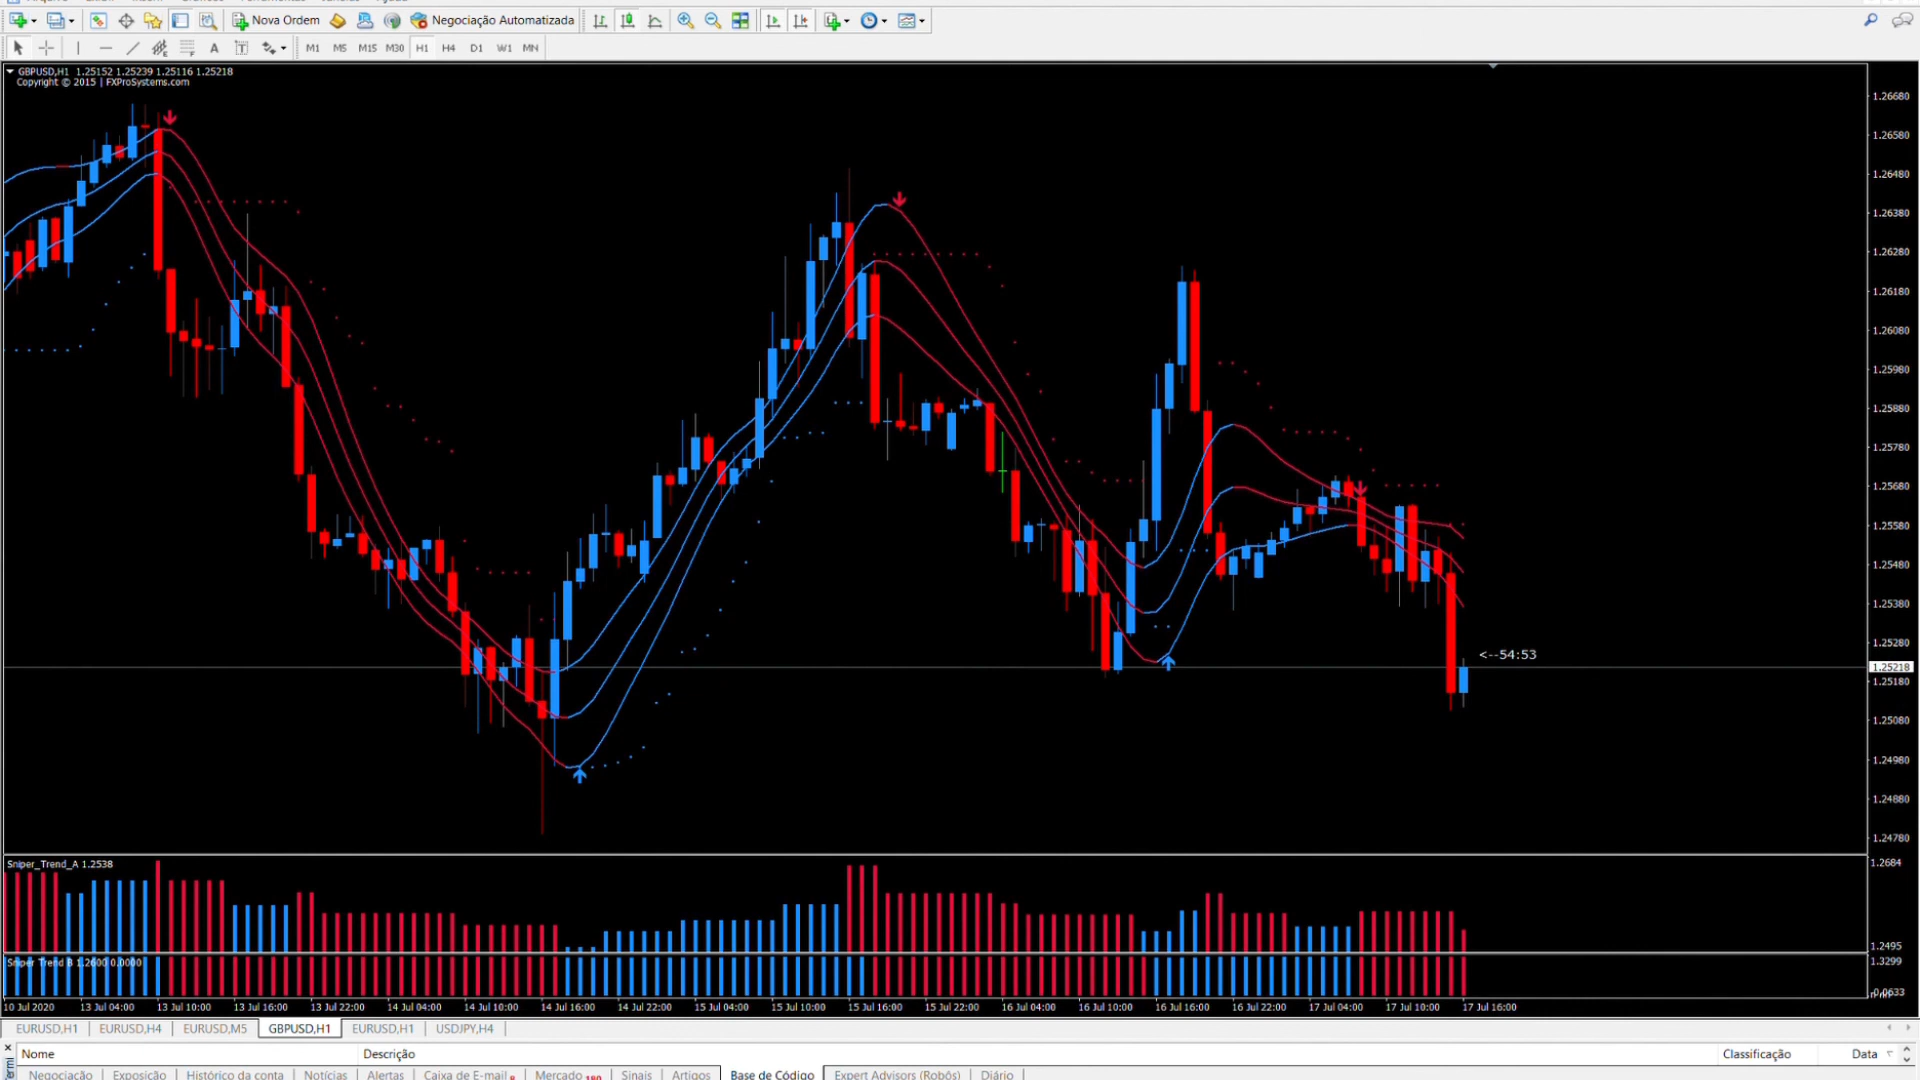 Nova Ordem Negociação Automatizada
A T M1 M5 M15 M30 H1 H4 D1 W1 MN
GBPUSD,H1 1.25152 1.25239 1.25116 1.25218
Copyright © 2015 | FXProSystems.com
1.26680
1.26580
1.26480
1.26380
1.26280
1.26180
1.26080
1.25980
1.25880
1.25780
1.25680
1.25580
1.25480
1.25380
1.25280
<--54:53
1.25218
1.25180
1.25080
1.24980
1.24880
1.24780
Sniper_Trend_A 1.2538
1.2684
1.2495
Sniper Trend B 1.2600 0.0000
1.3299
10 Jul 2020 13 Jul 04:00 13 Jul 10:00 13 Jul 16:00 13 Jul 22:00 14 Jul 04:00 14 Jul 10:00 14 Jul 16:00 14 Jul 22:00 15 Jul 04:00 15 Jul 10:00 15 Jul 16:00 15 Jul 22:00 16 Jul 04:00 16 Jul 10:00 16 Jul 16:00 16 Jul 22:00 17 Jul 04:00 17 Jul 10:00 17 Jul 16:00
EURUSD,H1 EURUSD,H4 EURUSD,M5 GBPUSD,H1 EURUSD,H1 USDJPY,H4
Nome Descrição Classificação Data
Negociação Exposição Histórico da conta Notícias Alertas Caixa de E-mail 8 Mercado 180 Sinais Artigos Base de Código Expert Advisors (Robôs) Diário